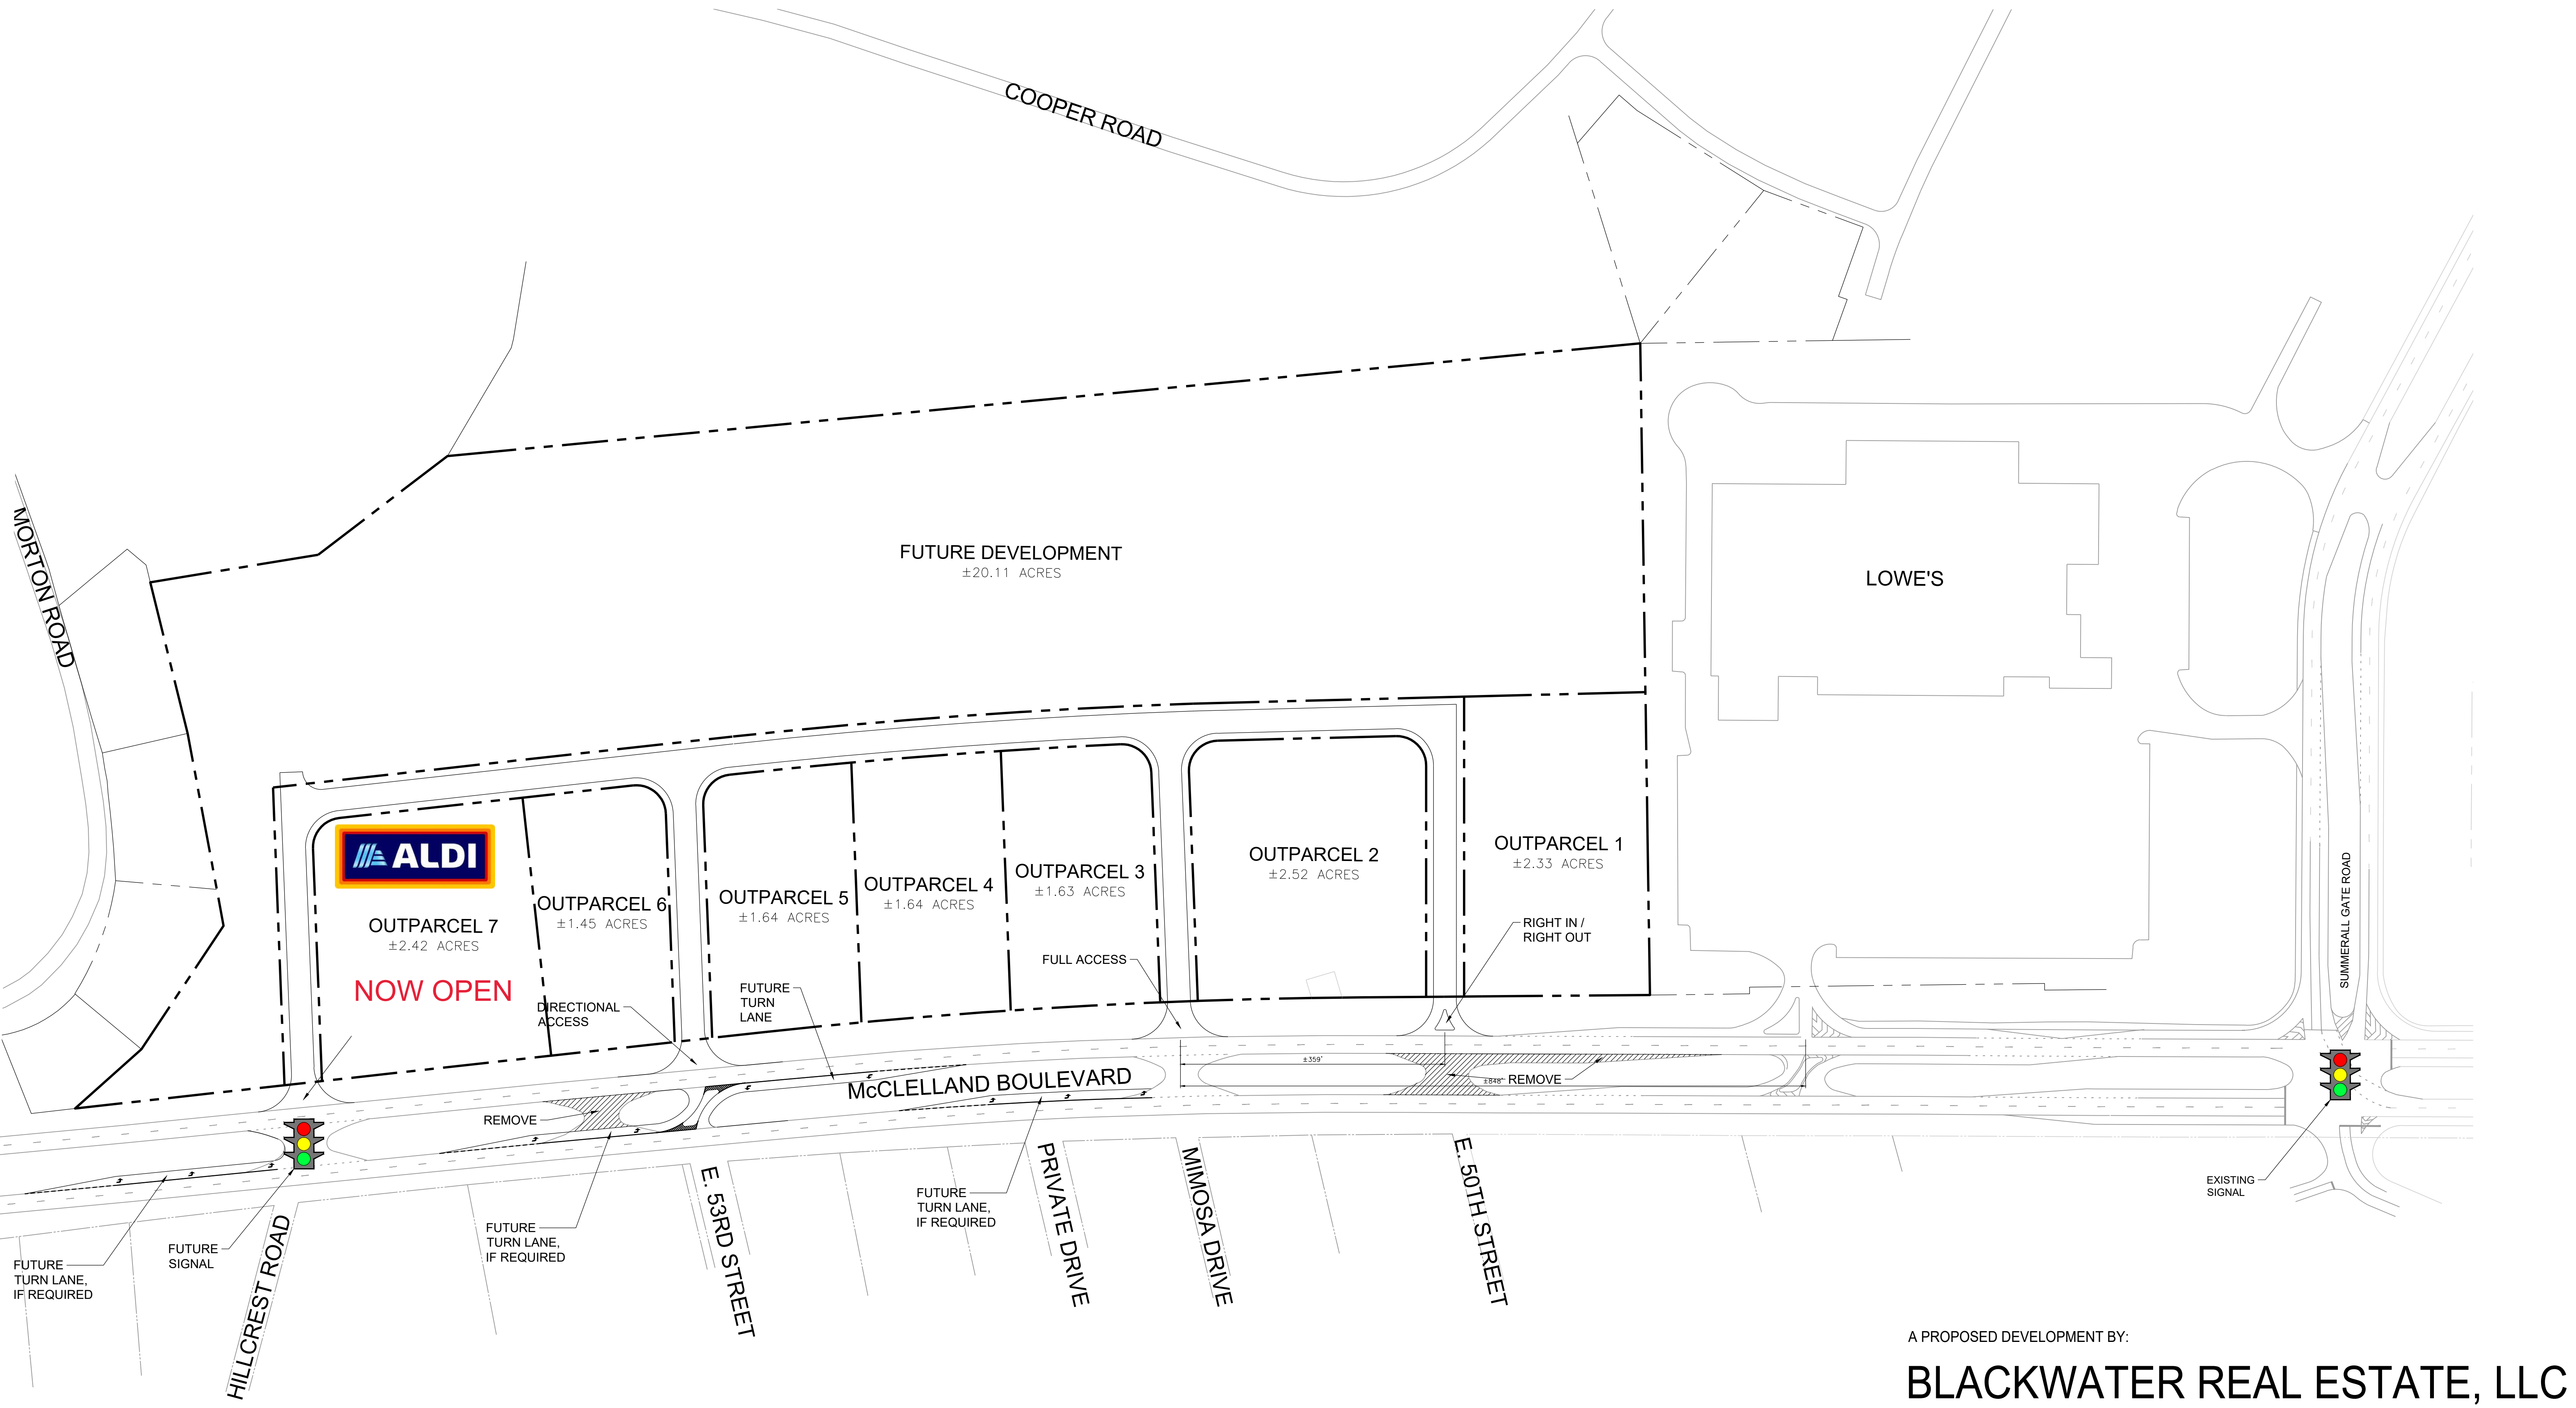 COOPER ROAD
MORTON ROAD
FUTURE DEVELOPMENT
±20.11 ACRES
LOWE'S
ALDI
OUTPARCEL 7
±2.42 ACRES
NOW OPEN
OUTPARCEL 6
±1.45 ACRES
OUTPARCEL 5
±1.64 ACRES
OUTPARCEL 4
±1.64 ACRES
OUTPARCEL 3
±1.63 ACRES
OUTPARCEL 2
±2.52 ACRES
OUTPARCEL 1
±2.33 ACRES
RIGHT IN /
RIGHT OUT
FULL ACCESS
FUTURE
TURN
LANE
DIRECTIONAL
ACCESS
SUMMERALL GATE ROAD
±359'
±848'
REMOVE
McCLELLAND BOULEVARD
REMOVE
FUTURE
TURN LANE,
IF REQUIRED
FUTURE
SIGNAL
HILLCREST ROAD
FUTURE
TURN LANE,
IF REQUIRED
E. 53RD STREET
FUTURE
TURN LANE,
IF REQUIRED
PRIVATE DRIVE
MIMOSA DRIVE
E. 50TH STREET
EXISTING
SIGNAL
A PROPOSED DEVELOPMENT BY:
BLACKWATER REAL ESTATE, LLC